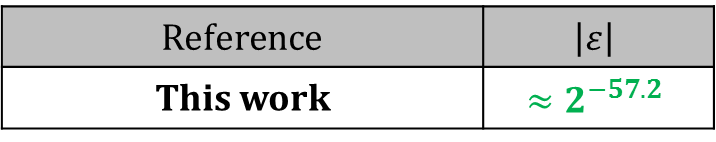 Reference |ε|
This work ≈ 2^−57.2